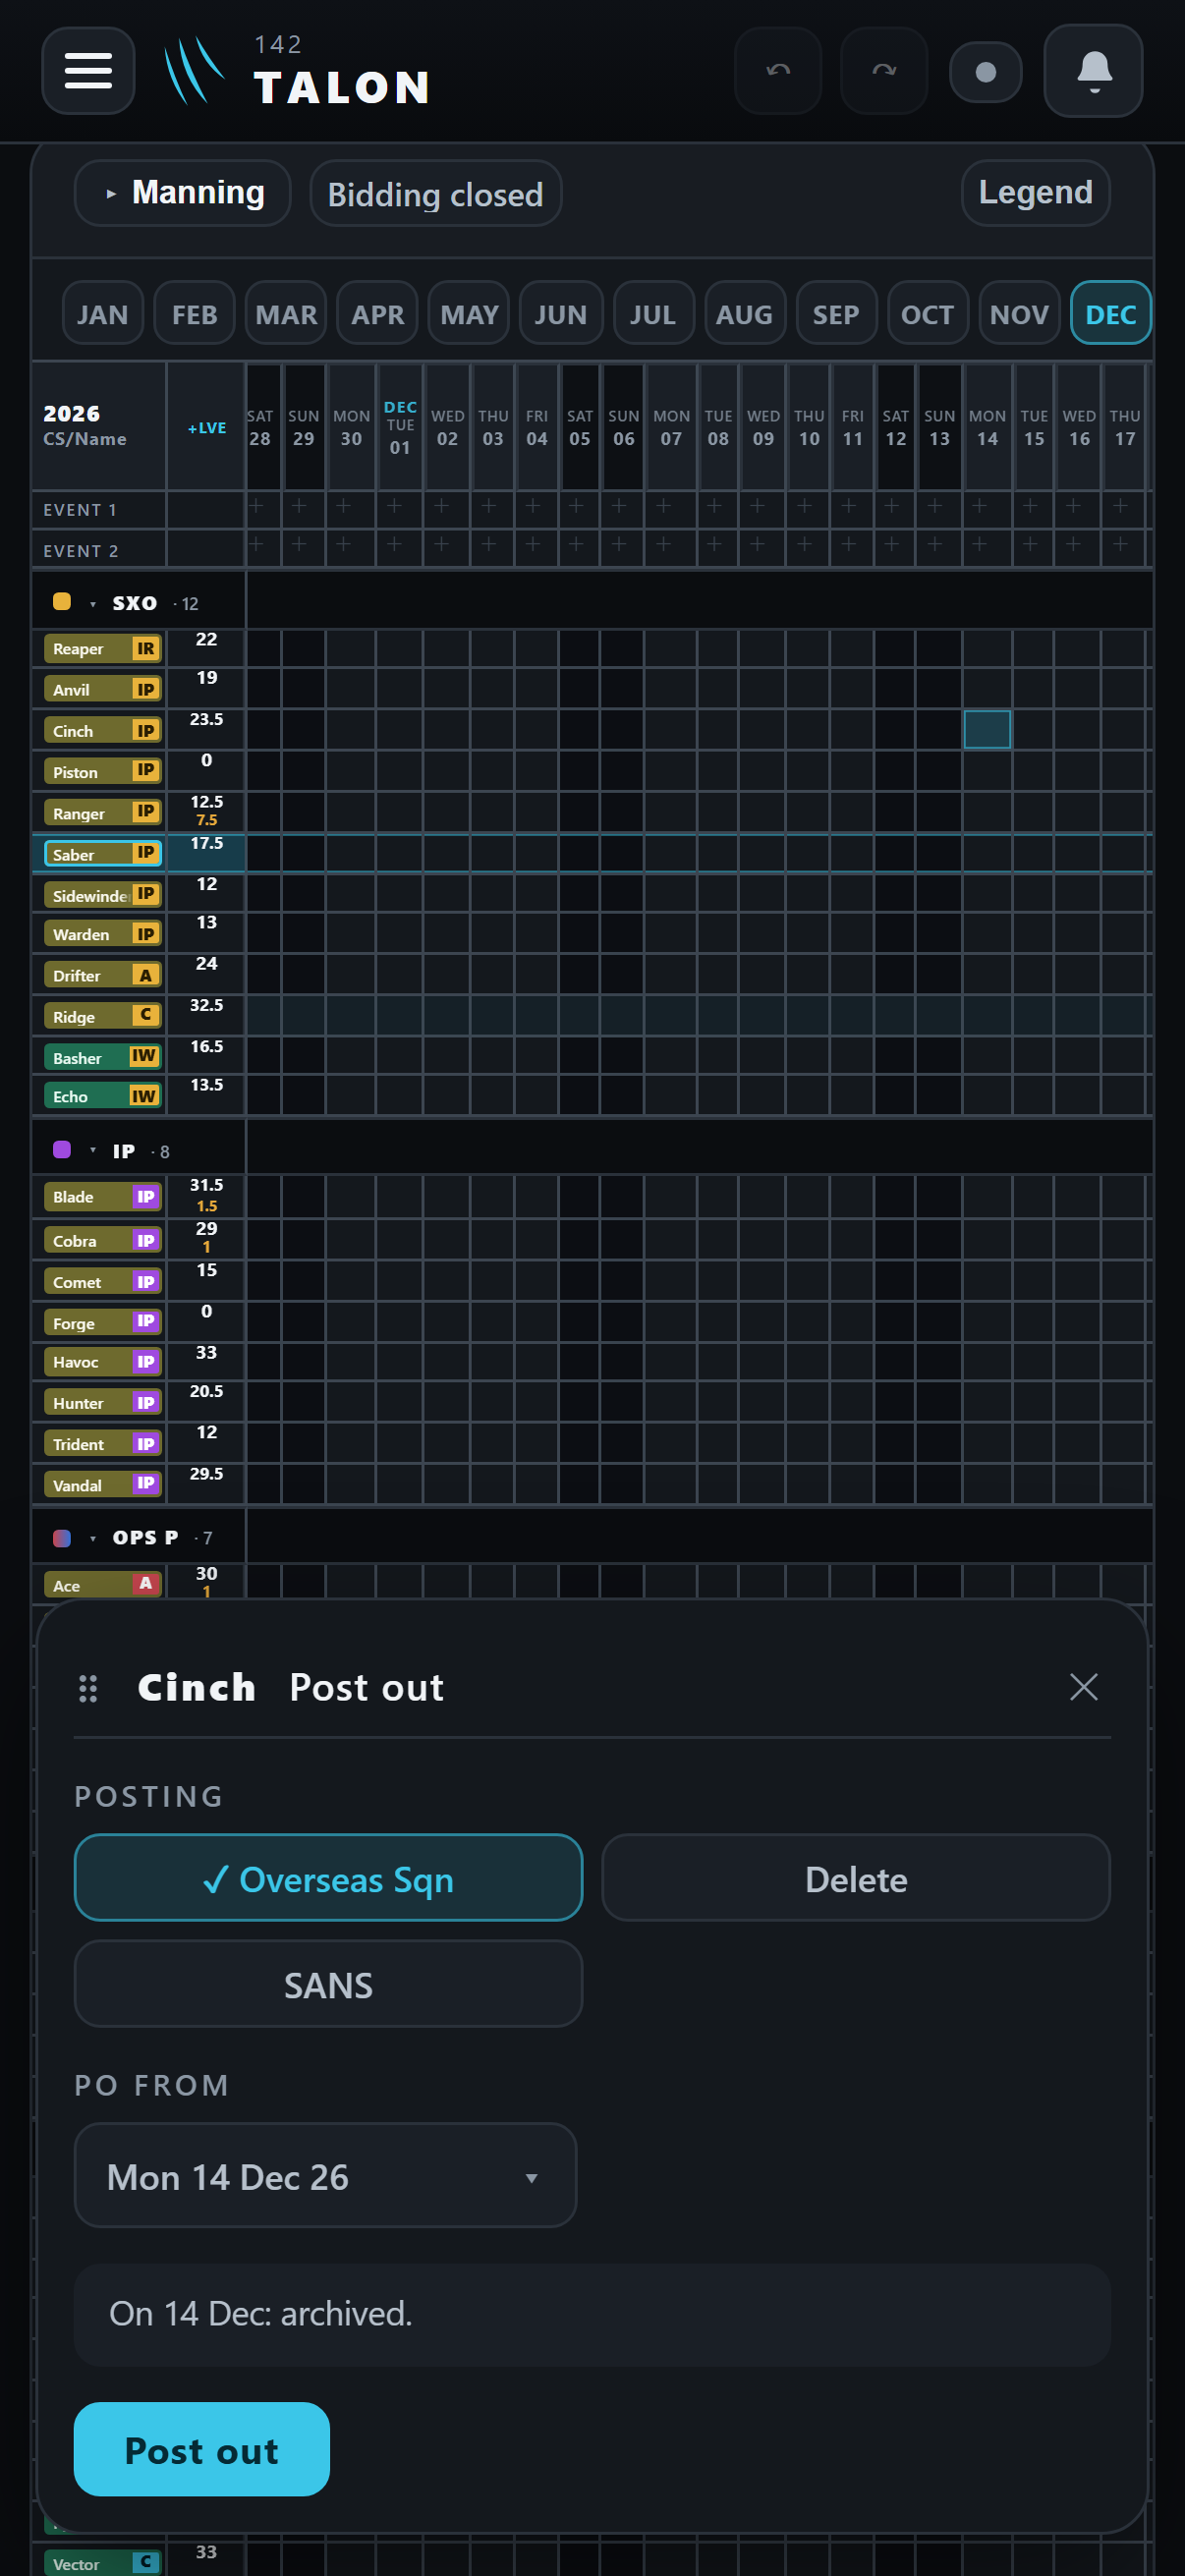 142
TALON
▸ Manning
Bidding closed
Legend
JAN FEB MAR APR MAY JUN JUL AUG SEP OCT NOV DEC
2026
CS/Name
+LVE
SAT 28
SUN 29
MON 30
DEC TUE 01
WED 02
THU 03
FRI 04
SAT 05
SUN 06
MON 07
TUE 08
WED 09
THU 10
FRI 11
SAT 12
SUN 13
MON 14
TUE 15
WED 16
THU 17
EVENT 1 + + + + + + + + + + + + + + + + + + + +
EVENT 2 + + + + + + + + + + + + + + + + + + + +
▾ SXO · 12
Reaper IR 22
Anvil IP 19
Cinch IP 23.5
Piston IP 0
Ranger IP 12.5
7.5
Saber IP 17.5
Sidewinder IP 12
Warden IP 13
Drifter A 24
Ridge C 32.5
Basher IW 16.5
Echo IW 13.5
▾ IP · 8
Blade IP 31.5
1.5
Cobra IP 29
1
Comet IP 15
Forge IP 0
Havoc IP 33
Hunter IP 20.5
Trident IP 12
Vandal IP 29.5
▾ OPS P · 7
Ace A 30
1
Cinch Post out
POSTING
✓ Overseas Sqn
Delete
SANS
PO FROM
Mon 14 Dec 26 ▾
On 14 Dec: archived.
Post out
Vector C 33